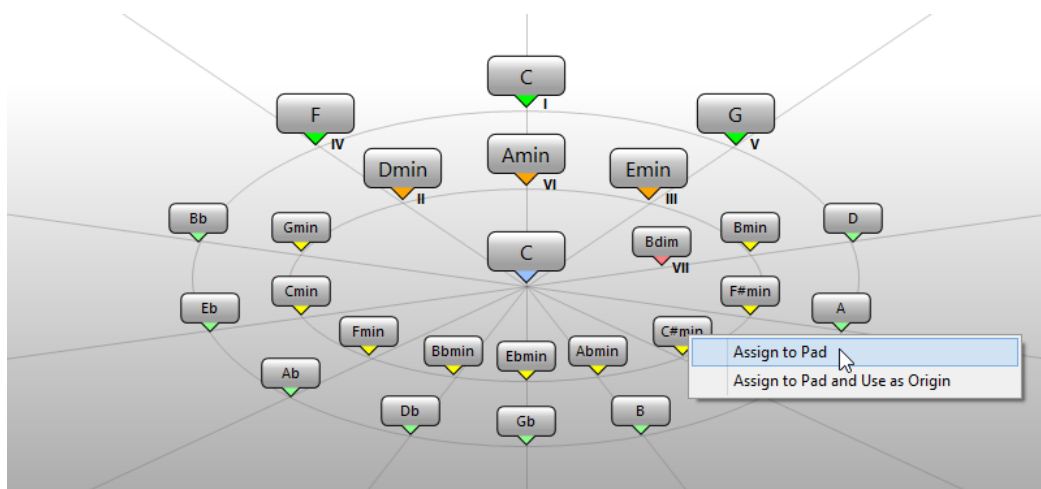 C
I
F
IV
G
V
Dmin
II
Amin
VI
Emin
III
Bb
Gmin
C
Bdim
VII
Bmin
D
Eb
Cmin
F#min
A
Fmin
C#min
Bbmin
Ebmin
Abmin
Assign to Pad
Assign to Pad and Use as Origin
Ab
Db
Gb
B